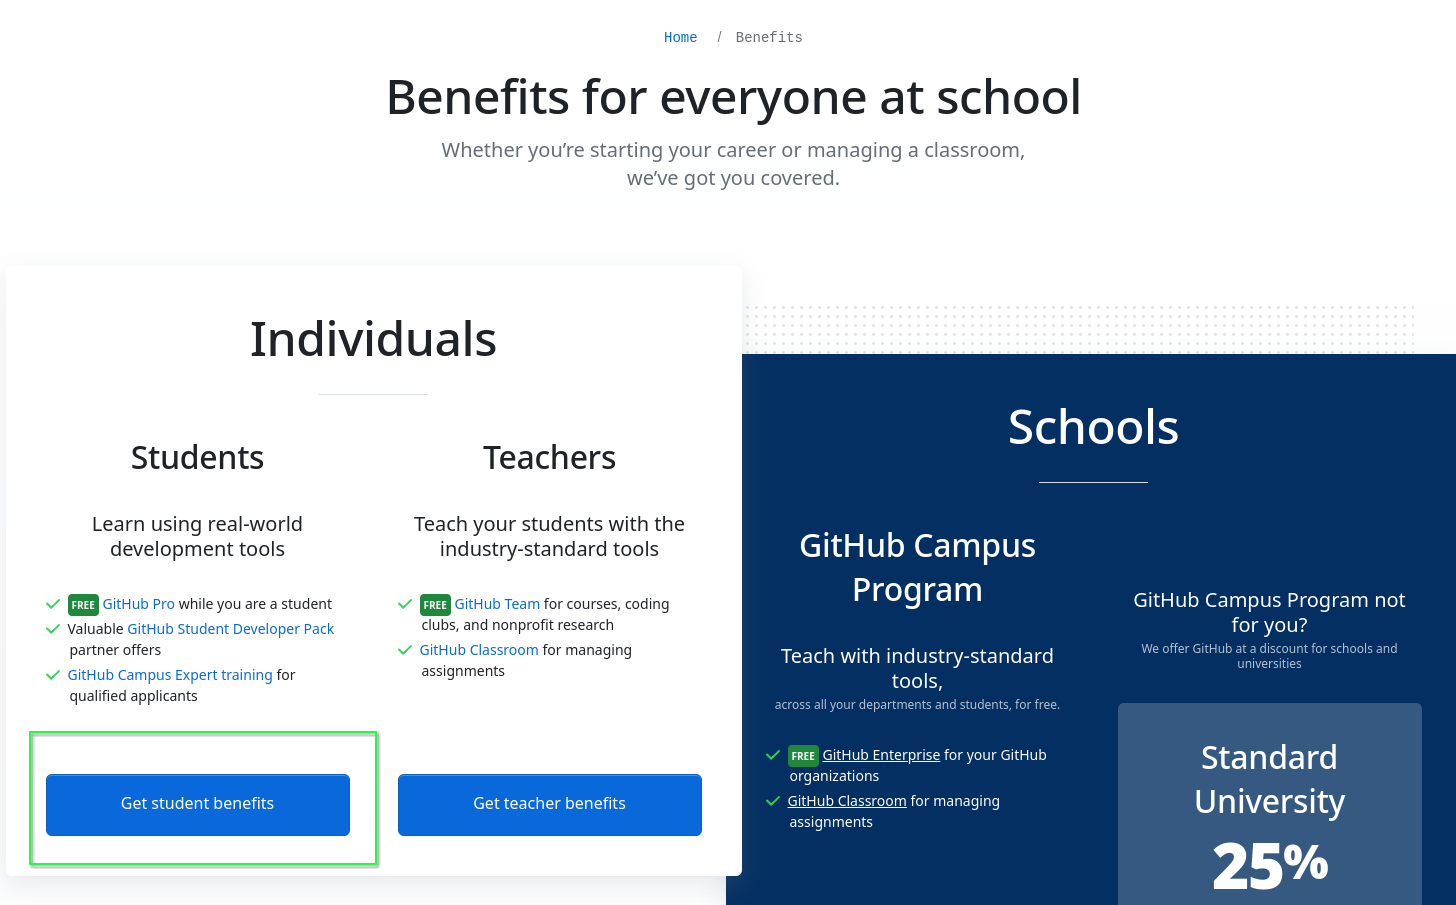 Home / Benefits
Benefits for everyone at school
Whether you’re starting your career or managing a classroom,
we’ve got you covered.
Individuals
Students
Learn using real-world
development tools
FREE GitHub Pro while you are a student
Valuable GitHub Student Developer Pack
partner offers
GitHub Campus Expert training for
qualified applicants
Get student benefits
Teachers
Teach your students with the
industry-standard tools
FREE GitHub Team for courses, coding
clubs, and nonprofit research
GitHub Classroom for managing
assignments
Get teacher benefits
Schools
GitHub Campus
Program
Teach with industry-standard
tools,
across all your departments and students, for free.
FREE GitHub Enterprise for your GitHub
organizations
GitHub Classroom for managing
assignments
GitHub Campus Program not
for you?
We offer GitHub at a discount for schools and
universities
Standard
University
25%